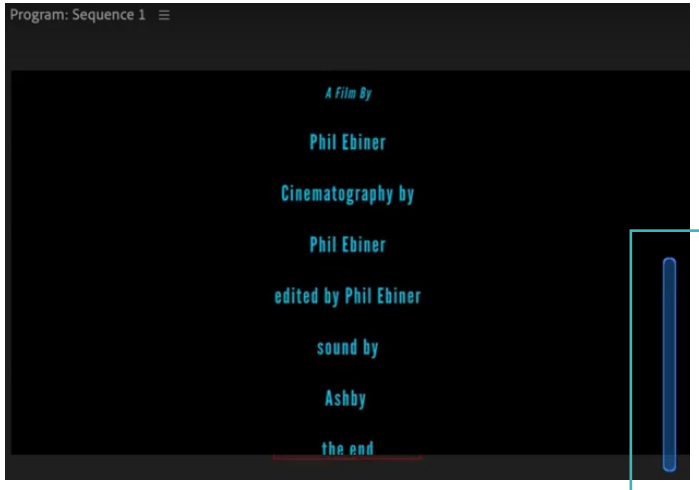 Program: Sequence 1
A Film By
Phil Ebiner
Cinematography by
Phil Ebiner
edited by Phil Ebiner
sound by
Ashby
the end